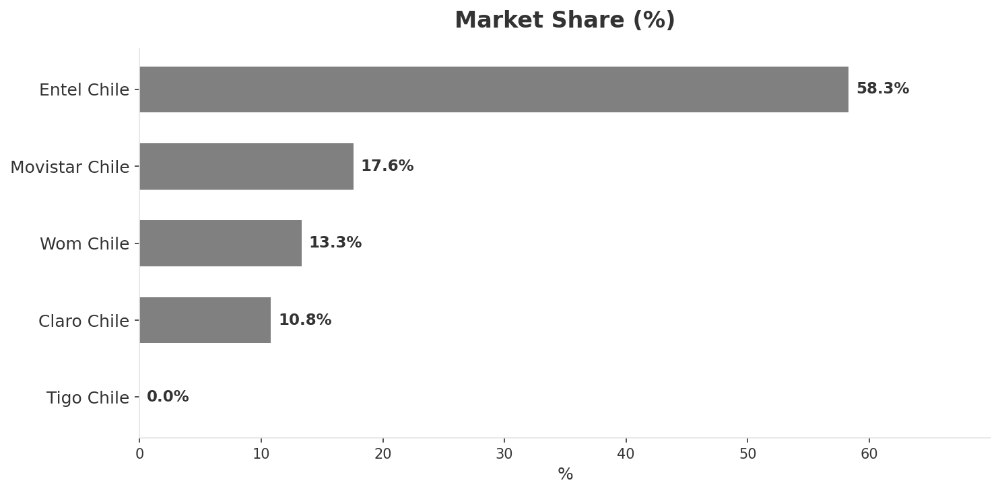 Market Share (%)
Entel Chile
58.3%
Movistar Chile
17.6%
Wom Chile
13.3%
Claro Chile
10.8%
Tigo Chile
0.0%
0 10 20 30 40 50 60
%